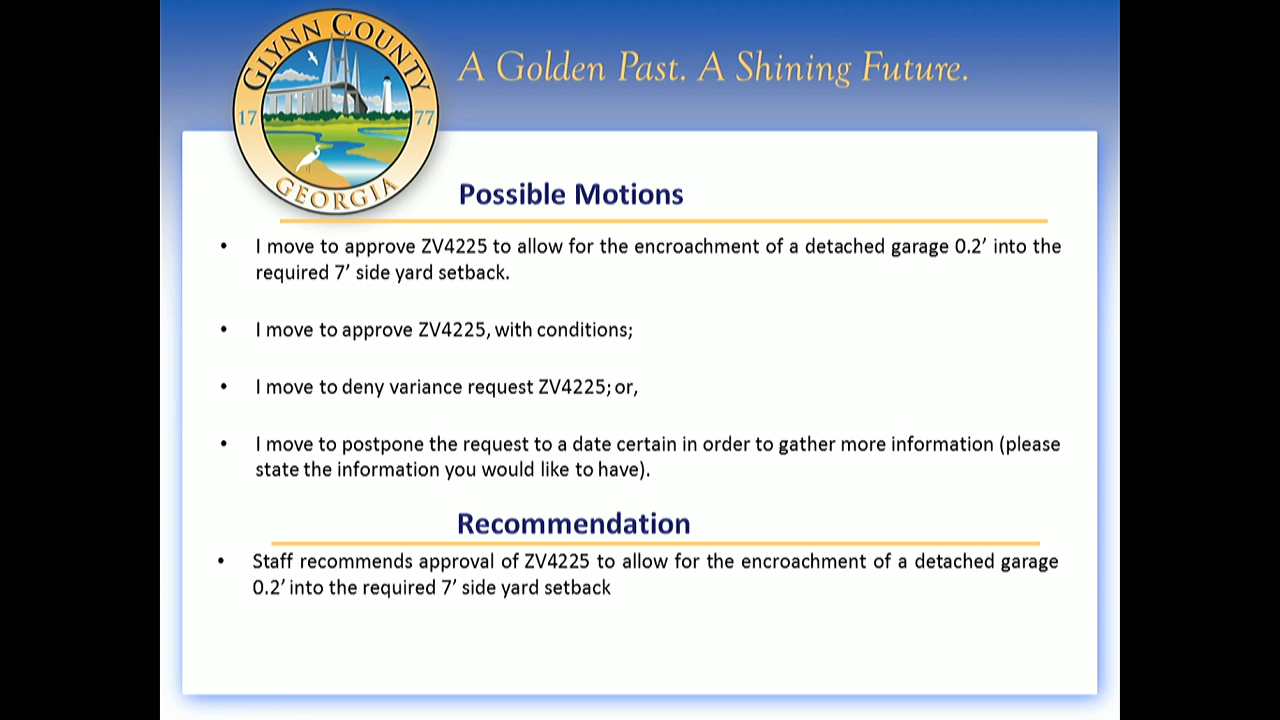 GLYNN COUNTY
17 77
GEORGIA
A Golden Past. A Shining Future.
Possible Motions
• I move to approve ZV4225 to allow for the encroachment of a detached garage 0.2’ into the
required 7’ side yard setback.
• I move to approve ZV4225, with conditions;
• I move to deny variance request ZV4225; or,
• I move to postpone the request to a date certain in order to gather more information (please
state the information you would like to have).
Recommendation
• Staff recommends approval of ZV4225 to allow for the encroachment of a detached garage
0.2’ into the required 7’ side yard setback